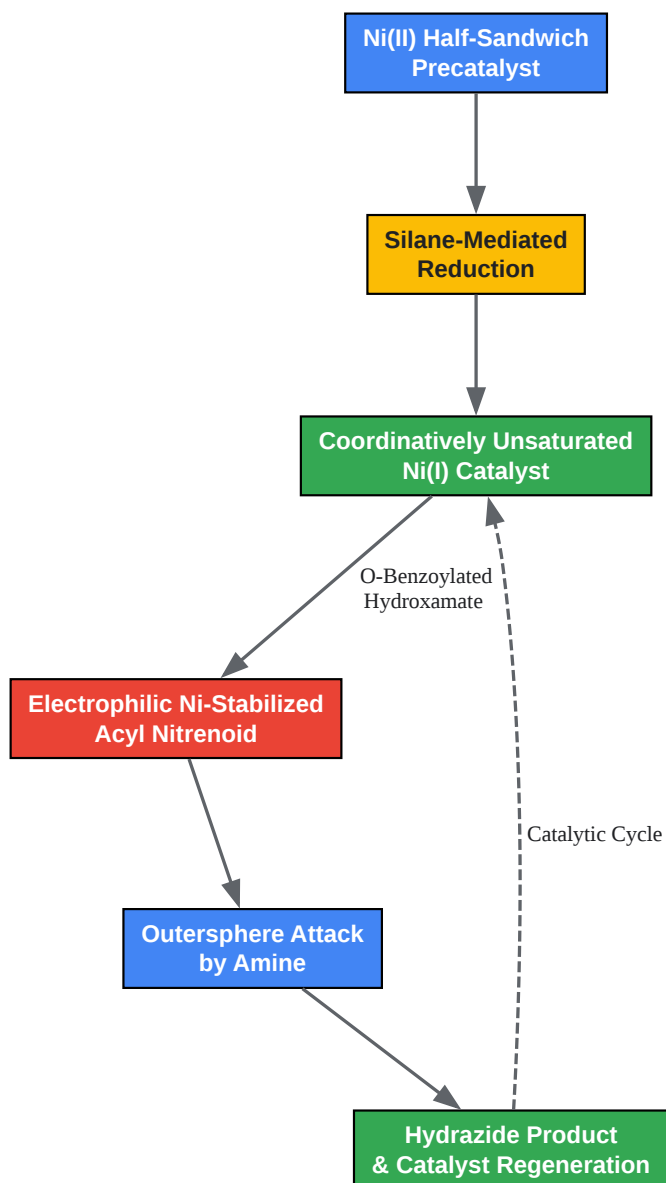 Ni(II) Half-Sandwich
Precatalyst
Silane-Mediated
Reduction
Coordinatively Unsaturated
Ni(I) Catalyst
O-Benzoylated
Hydroxamate
Electrophilic Ni-Stabilized
Acyl Nitrenoid
Catalytic Cycle
Outersphere Attack
by Amine
Hydrazide Product
& Catalyst Regeneration